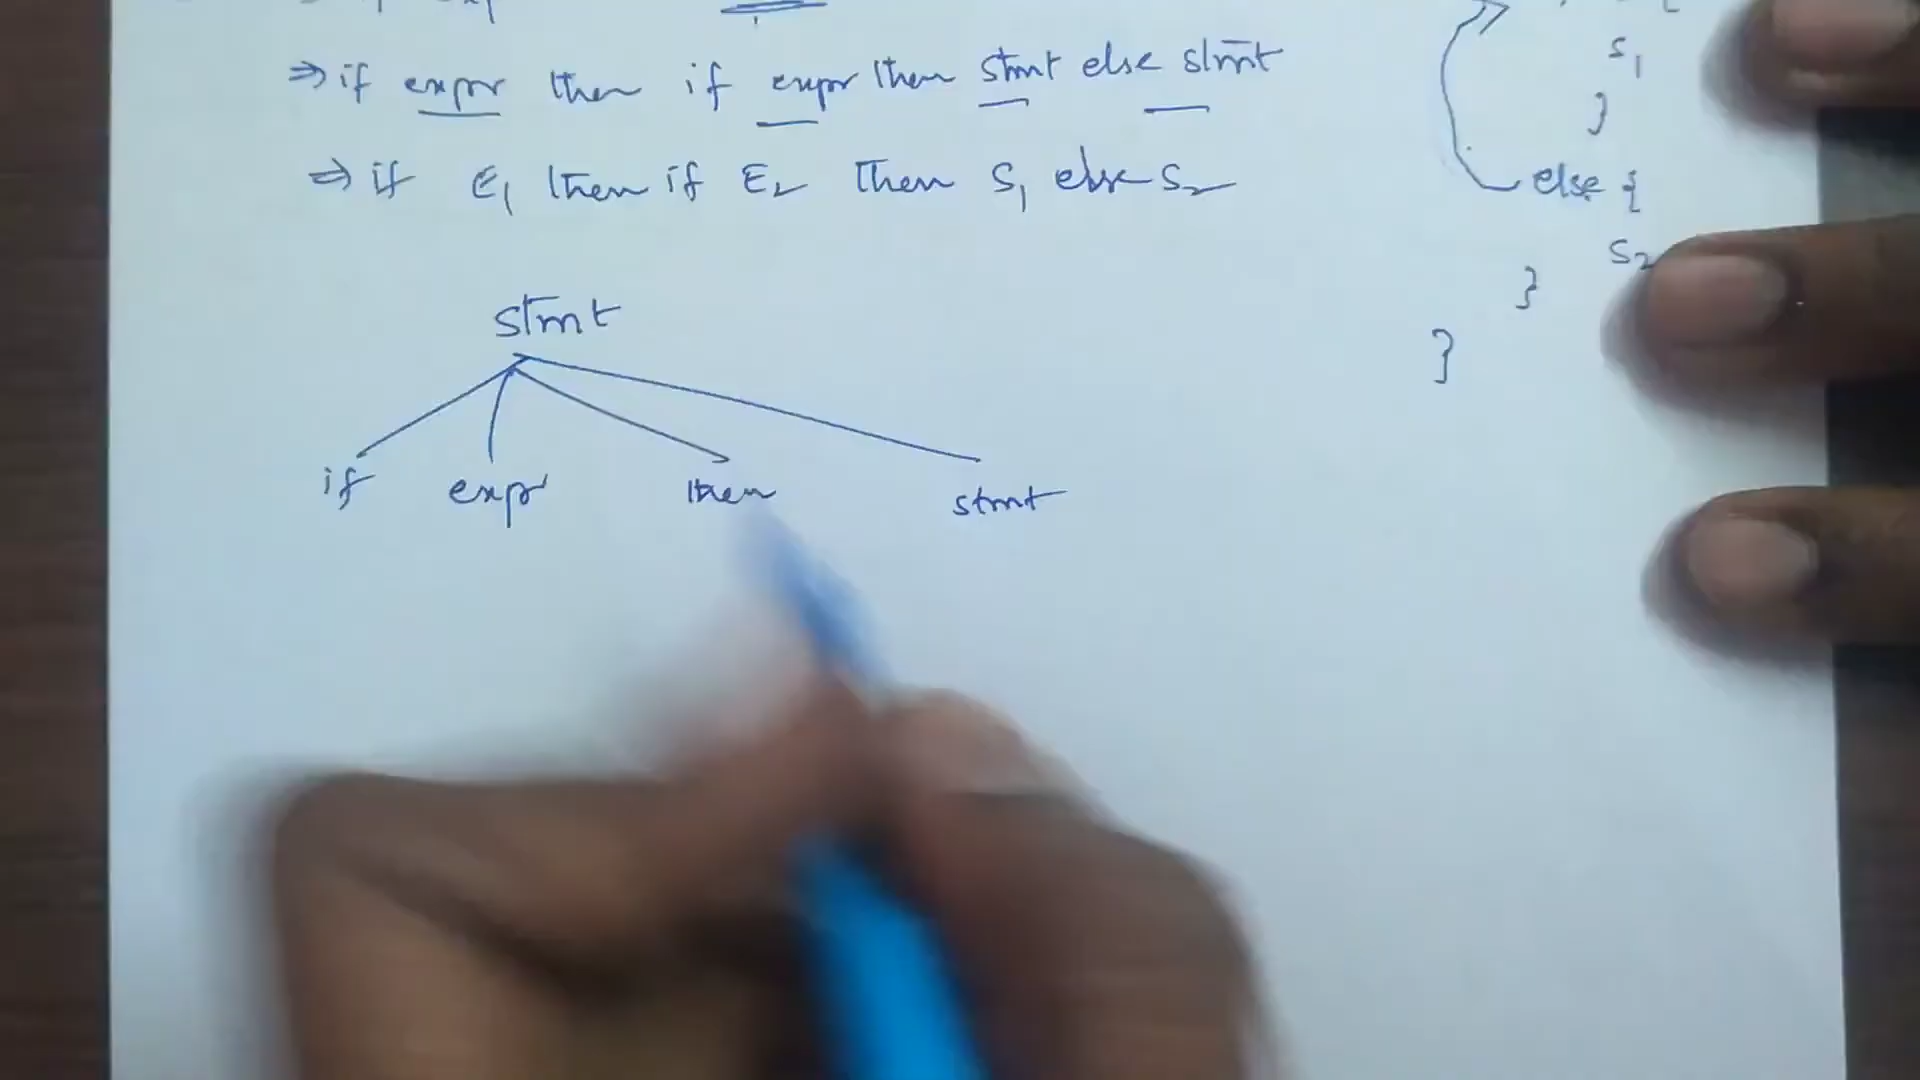 ⇒ if expr then if expr then stmt else stmt
⇒ if E1 then if E2 then S1 else S2
stmt
if expr then stmt
S1
}
else {
S2
}
}